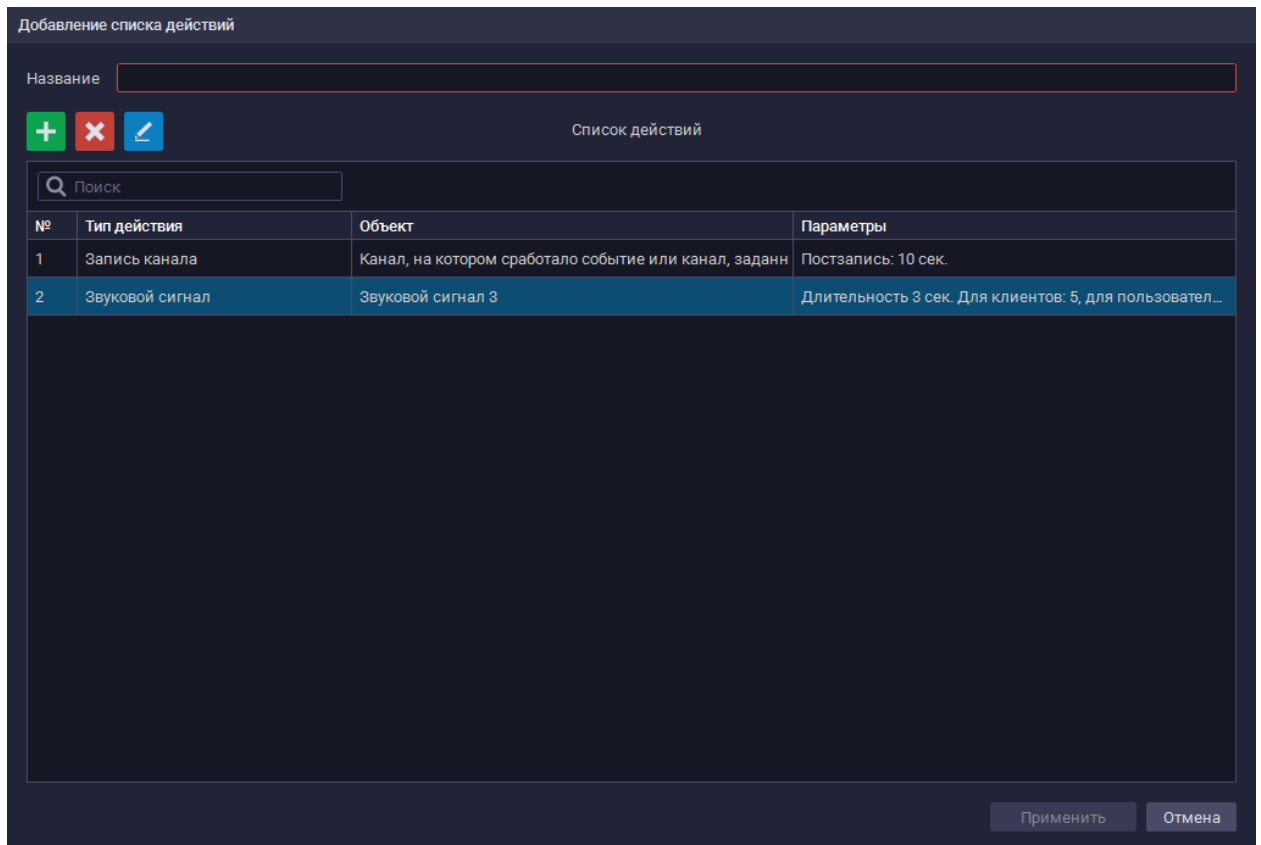 Добавление списка действий
Название
Список действий
Поиск
№ Тип действия Объект Параметры
1 Запись канала Канал, на котором сработало событие или канал, заданн Постзапись: 10 сек.
2 Звуковой сигнал Звуковой сигнал 3 Длительность 3 сек. Для клиентов: 5, для пользовател...
Применить Отмена